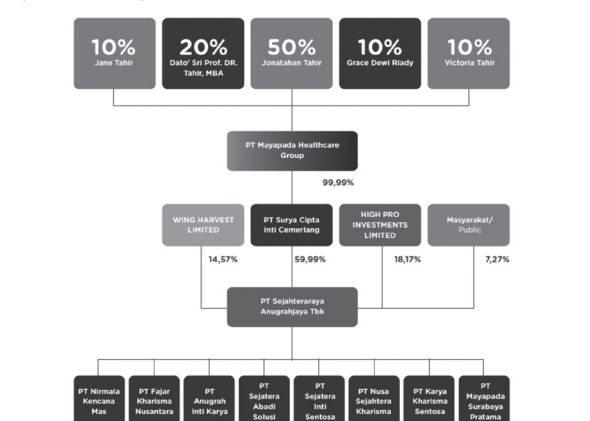 10%
Jane Tahir
20%
Dato' Sri Prof. DR.
Tahir, MBA
50%
Jonatahan Tahir
10%
Grace Dewi Riady
10%
Victoria Tahir
PT Mayapada Healthcare
Group
99,99%
WING HARVEST
LIMITED
PT Surya Cipta
Inti Cemerlang
HIGH PRO
INVESTMENTS
LIMITED
Masyarakat/
Public
14,57%
59,99%
18,17%
7,27%
PT Sejahteraraya
Anugrahjaya Tbk
PT Nirmala
Kencana
Mas
PT Fajar
Kharisma
Nusantara
PT
Anugrah
Inti Karya
PT
Sejatera
Abadi
Solusi
PT
Sejatera
Inti
Sentosa
PT Nusa
Sejahtera
Kharisma
PT Karya
Kharisma
Sentosa
PT
Mayapada
Surabaya
Pratama